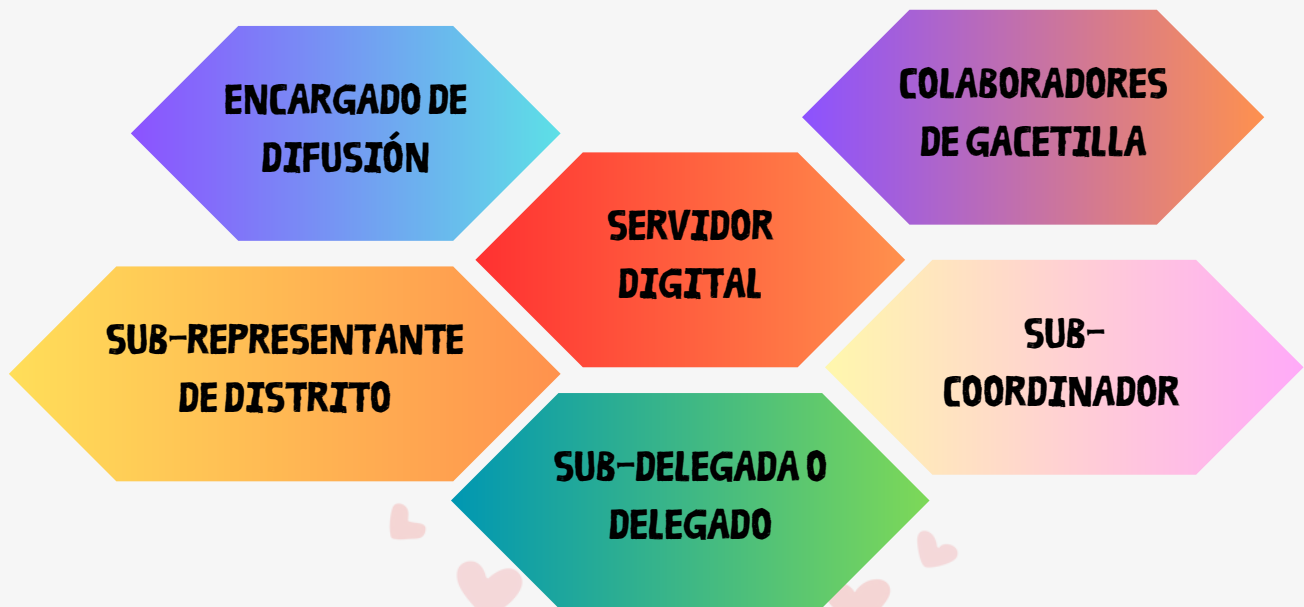 ENCARGADO DE
DIFUSIÓN
COLABORADORES
DE GACETILLA
SERVIDOR
DIGITAL
SUB-REPRESENTANTE
DE DISTRITO
SUB-
COORDINADOR
SUB-DELEGADA O
DELEGADO